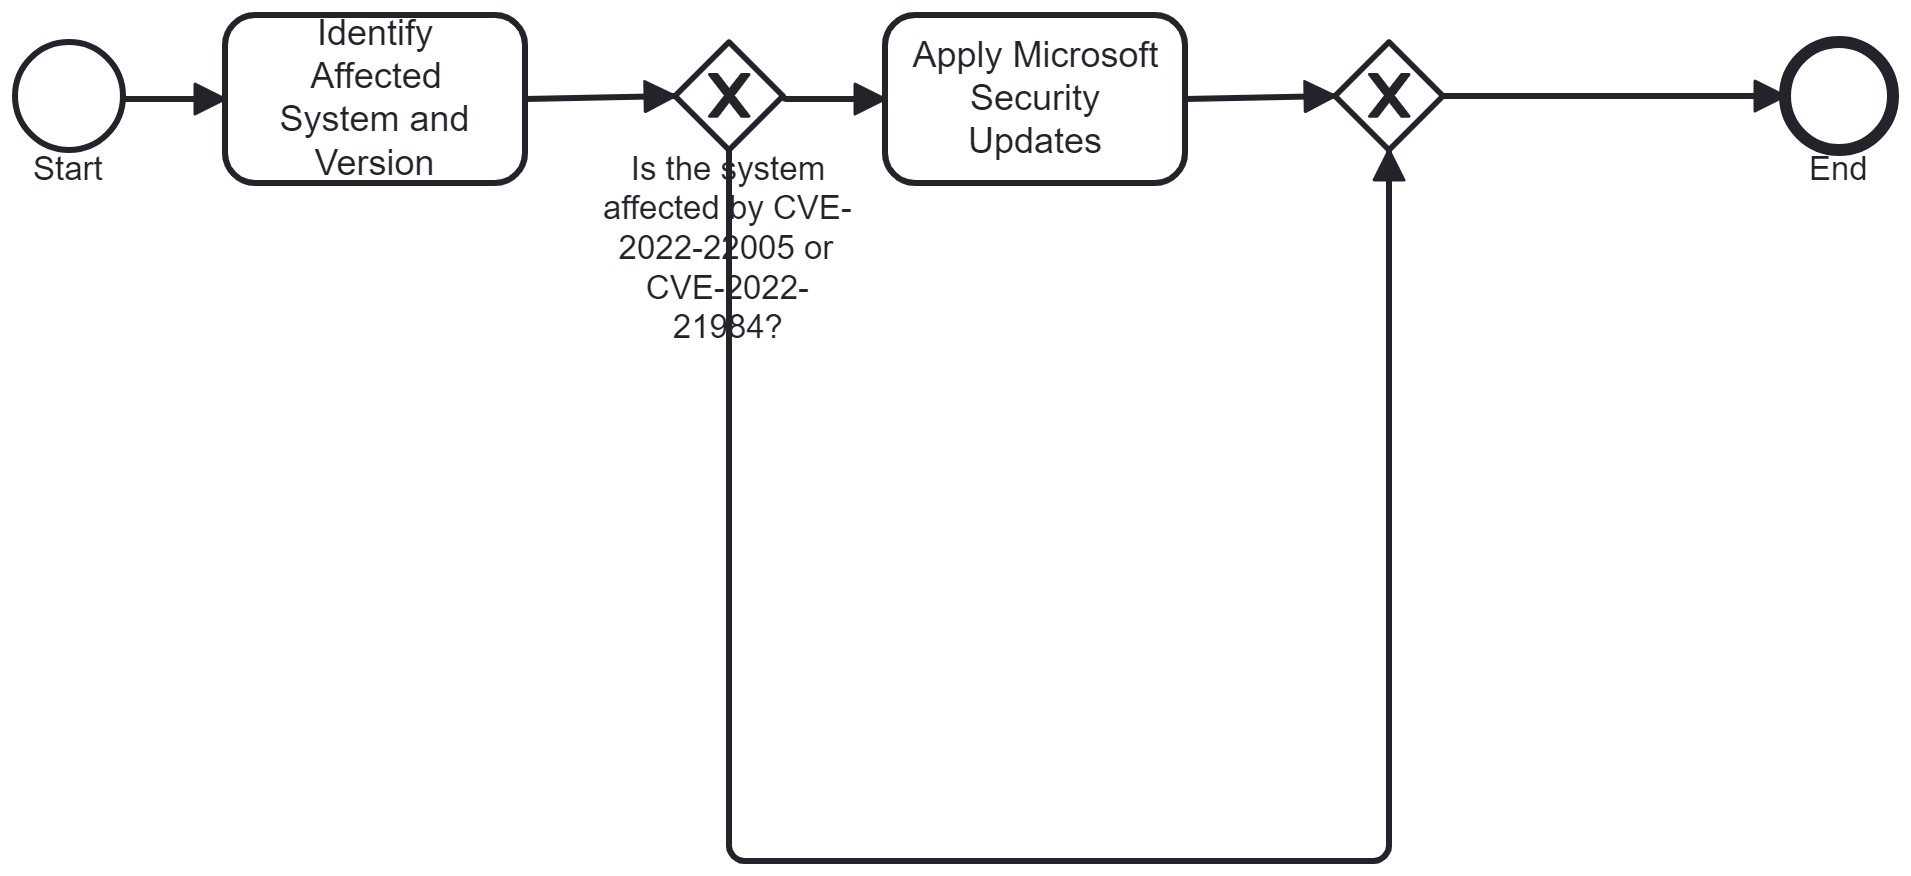 Start
Identify
Affected
System and
Version
X
Is the system
affected by CVE-
2022-22005 or
CVE-2022-
21984?
Apply Microsoft
Security
Updates
X
End